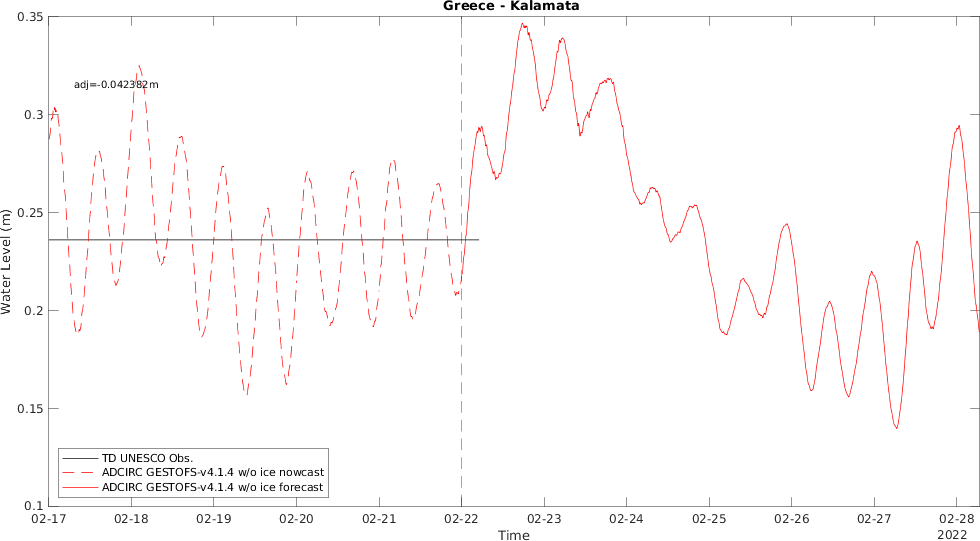 Greece - Kalamata
0.35
adj=-0.042382m
0.3
0.25
0.2
0.15
0.1
Water Level (m)
TD UNESCO Obs.
ADCIRC GESTOFS-v4.1.4 w/o ice nowcast
ADCIRC GESTOFS-v4.1.4 w/o ice forecast
02-17 02-18 02-19 02-20 02-21 02-22 02-23 02-24 02-25 02-26 02-27 02-28
Time 2022